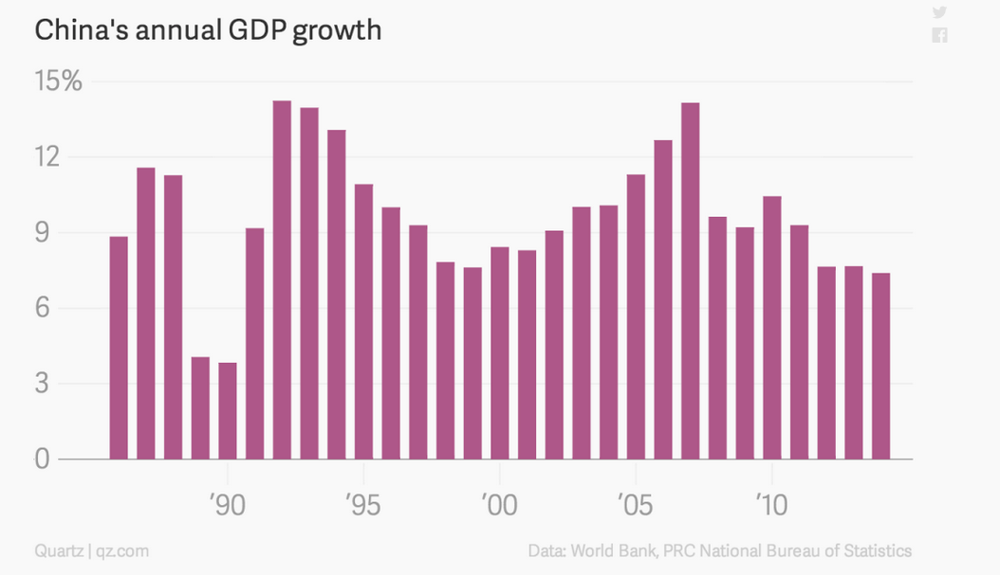 China's annual GDP growth
15%
12
9
6
3
0
’90 ’95 ’00 ’05 ’10
Quartz | qz.com Data: World Bank, PRC National Bureau of Statistics